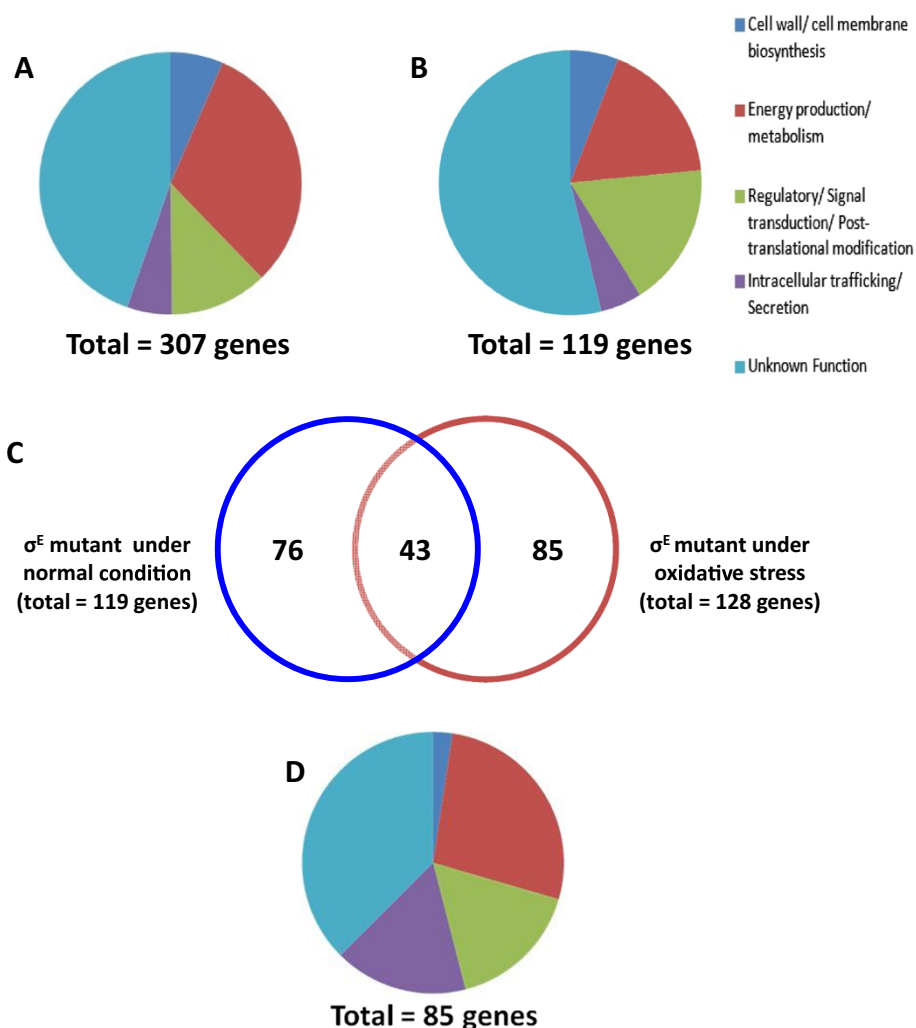 A
Total = 307 genes
B
Total = 119 genes
Cell wall/ cell membrane
biosynthesis
Energy production/
metabolism
Regulatory/ Signal
transduction/ Post-
translational modification
Intracellular trafficking/
Secretion
Unknown Function
C
σᴱ mutant under
normal condition
(total = 119 genes)
76
43
85
σᴱ mutant under
oxidative stress
(total = 128 genes)
D
Total = 85 genes